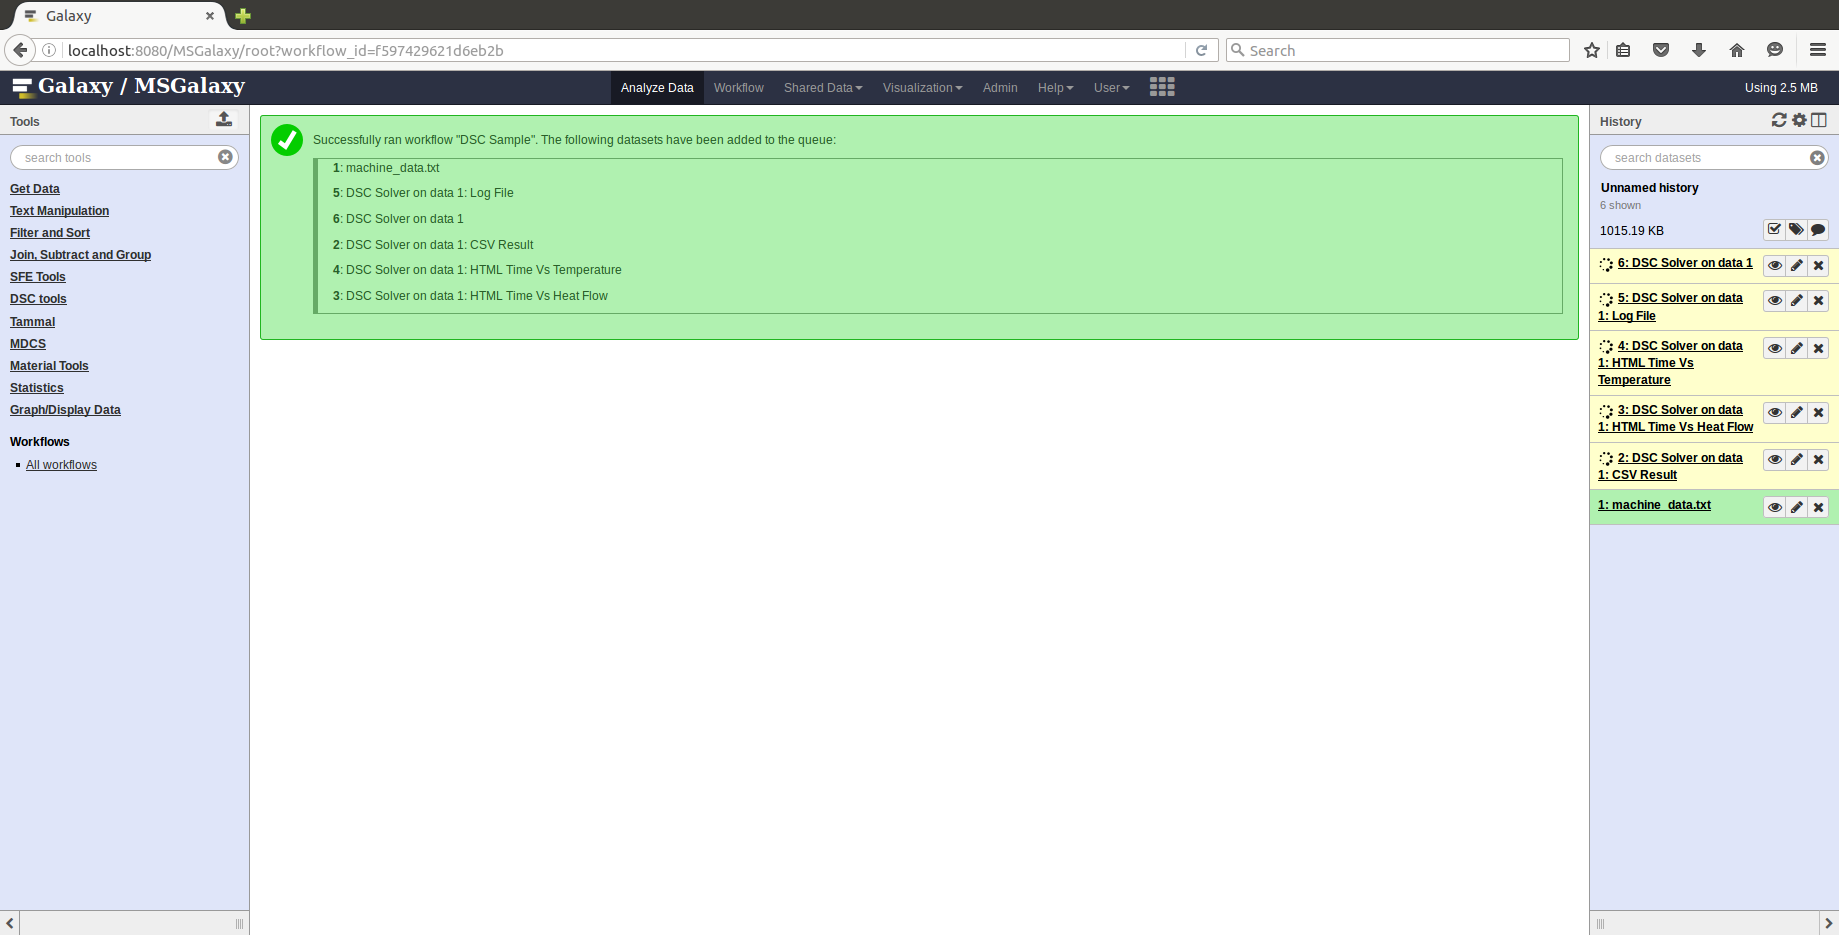 Galaxy
localhost:8080/MSGalaxy/root?workflow_id=f597429621d6eb2b
Search
Galaxy / MSGalaxy
Analyze Data
Workflow
Shared Data
Visualization
Admin
Help
User
Using 2.5 MB
Tools
search tools
Get Data
Text Manipulation
Filter and Sort
Join, Subtract and Group
SFE Tools
DSC tools
Tammal
MDCS
Material Tools
Statistics
Graph/Display Data
Workflows
All workflows
Successfully ran workflow "DSC Sample". The following datasets have been added to the queue:
1: machine_data.txt
5: DSC Solver on data 1: Log File
6: DSC Solver on data 1
2: DSC Solver on data 1: CSV Result
4: DSC Solver on data 1: HTML Time Vs Temperature
3: DSC Solver on data 1: HTML Time Vs Heat Flow
History
search datasets
Unnamed history
6 shown
1015.19 KB
6: DSC Solver on data 1
5: DSC Solver on data
1: Log File
4: DSC Solver on data
1: HTML Time Vs
Temperature
3: DSC Solver on data
1: HTML Time Vs Heat Flow
2: DSC Solver on data
1: CSV Result
1: machine_data.txt